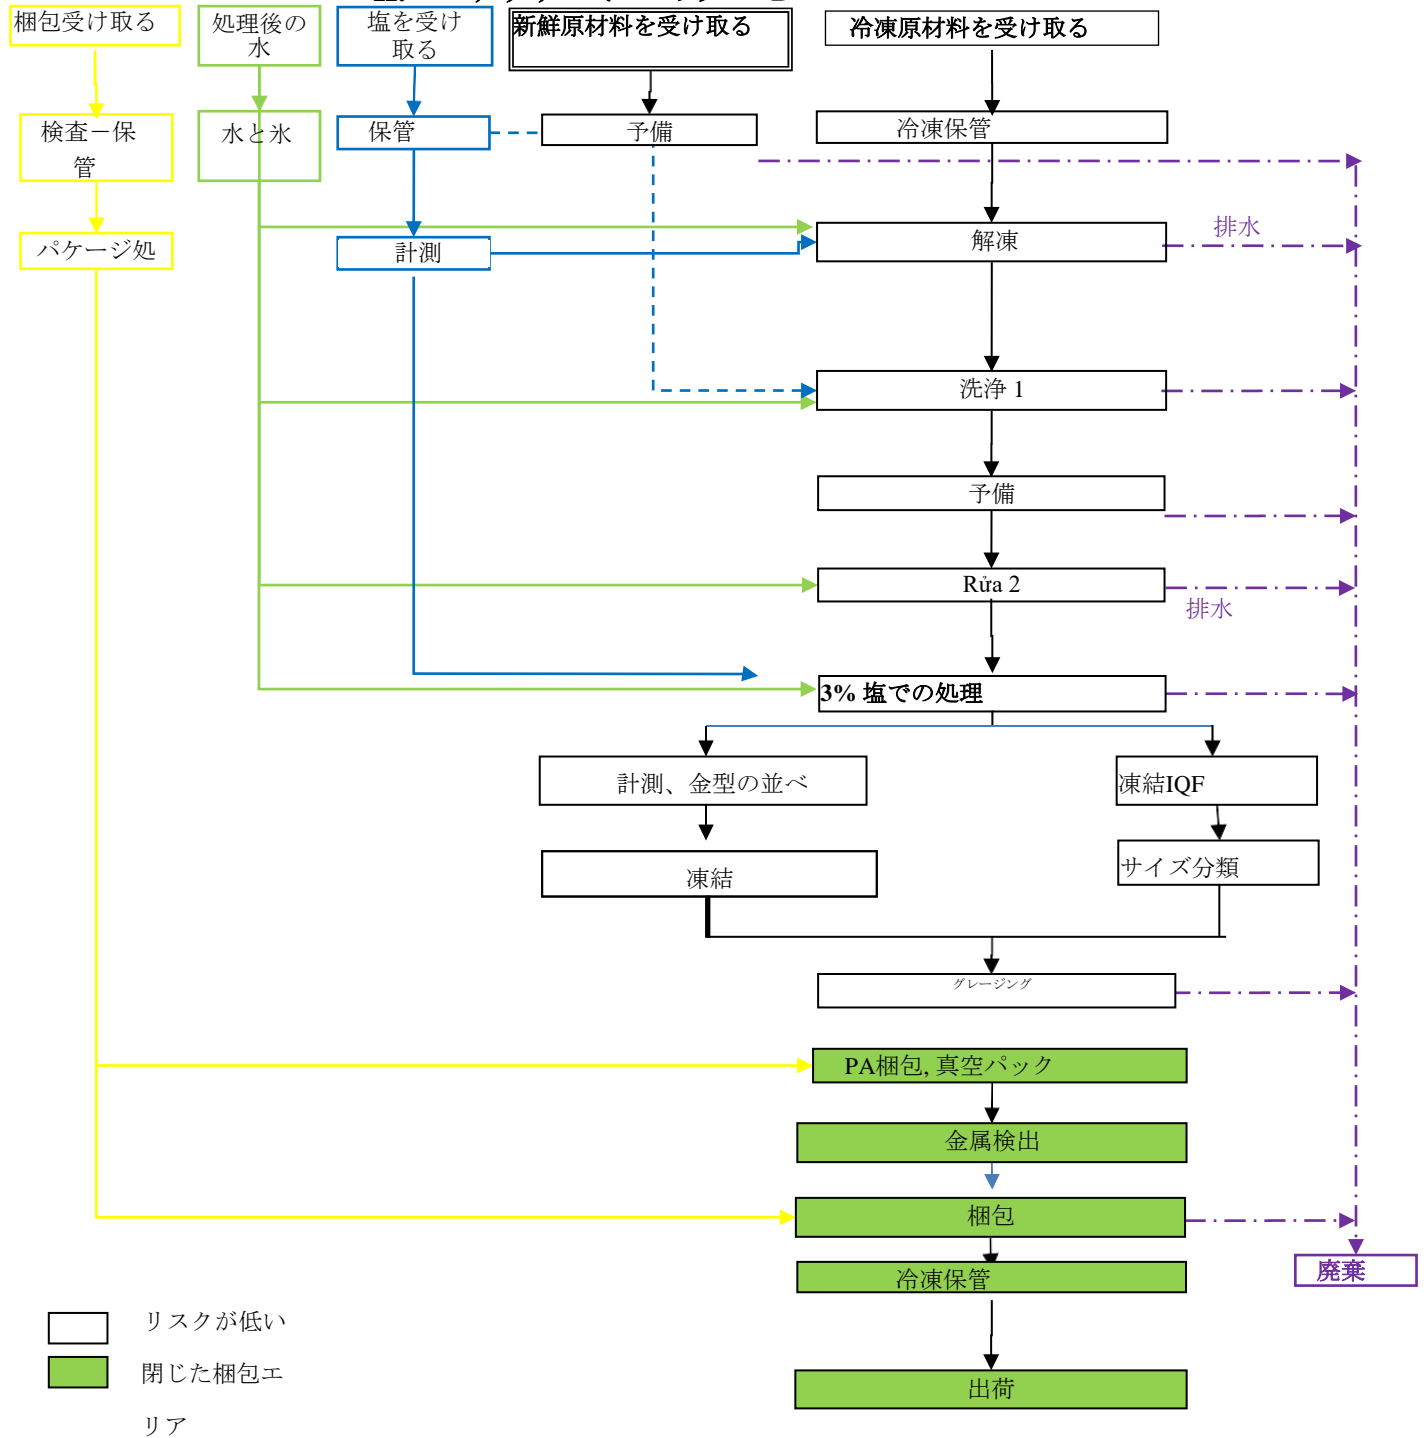 梱包受け取る
処理後の
水
塩を受け
取る
新鮮原材料を受け取る
冷凍原材料を受け取る
検査－保
管
水と氷
保管
予備
冷凍保管
パケージ処
計測
解凍
排水
洗浄 1
予備
Rửa 2
排水
3% 塩での処理
計測、金型の並べ
凍結IQF
凍結
サイズ分類
グレージング
PA梱包, 真空パック
金属検出
梱包
冷凍保管
廃棄
出荷
リスクが低い
閉じた梱包エ
リア